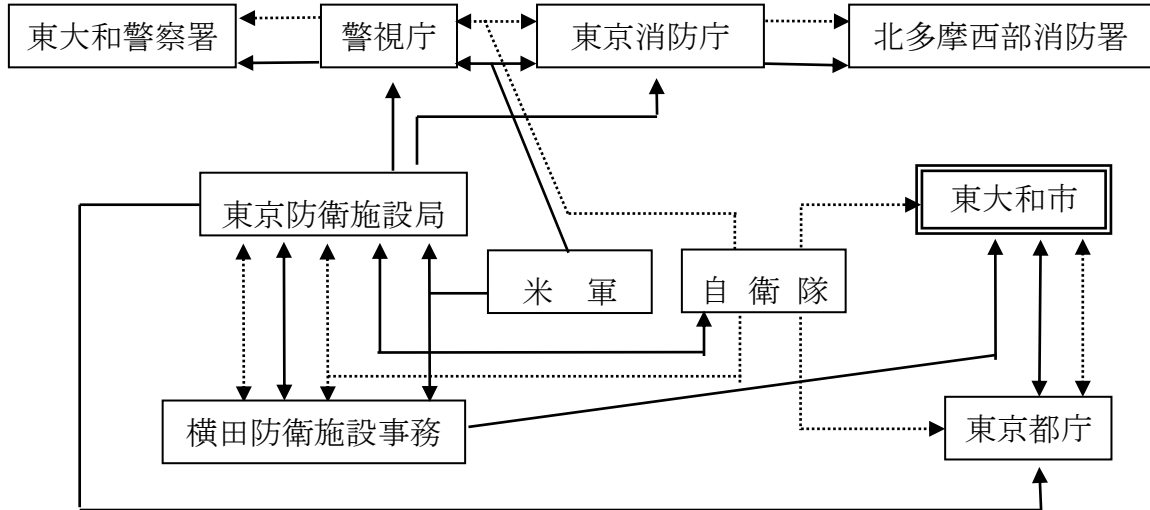 東大和警察署
警視庁
東京消防庁
北多摩西部消防署
東京防衛施設局
東大和市
米　軍
自 衛 隊
横田防衛施設事務
東京都庁